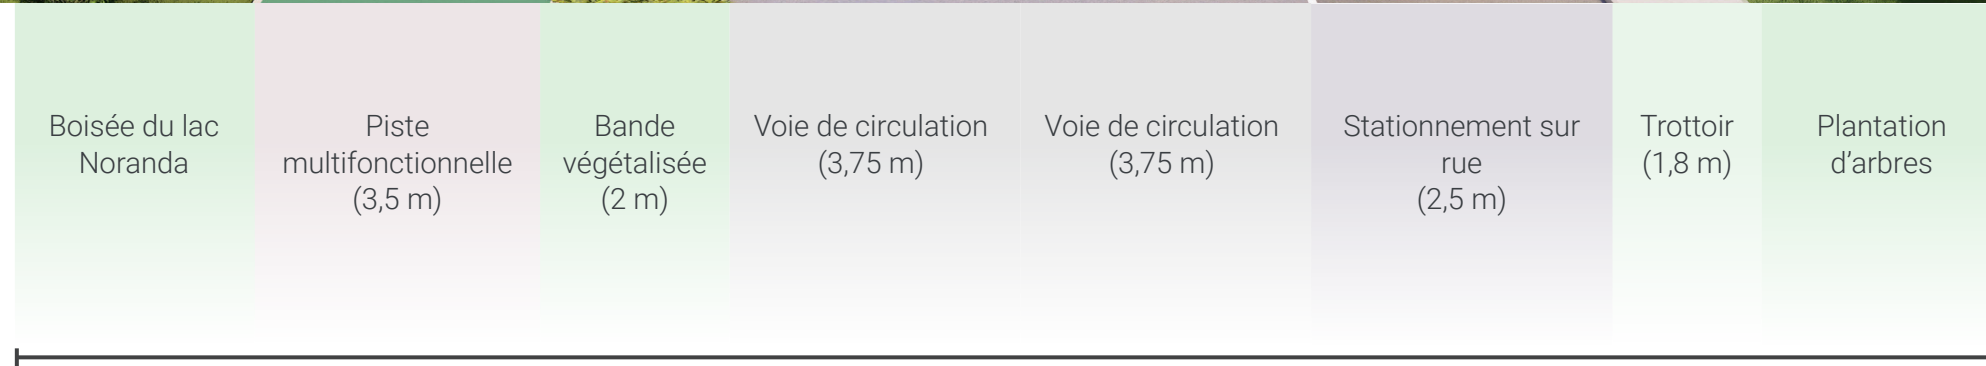 Boisée du lac
Noranda
Piste
multifonctionnelle
(3,5 m)
Bande
végétalisée
(2 m)
Voie de circulation
(3,75 m)
Voie de circulation
(3,75 m)
Stationnement sur
rue
(2,5 m)
Trottoir
(1,8 m)
Plantation
d'arbres